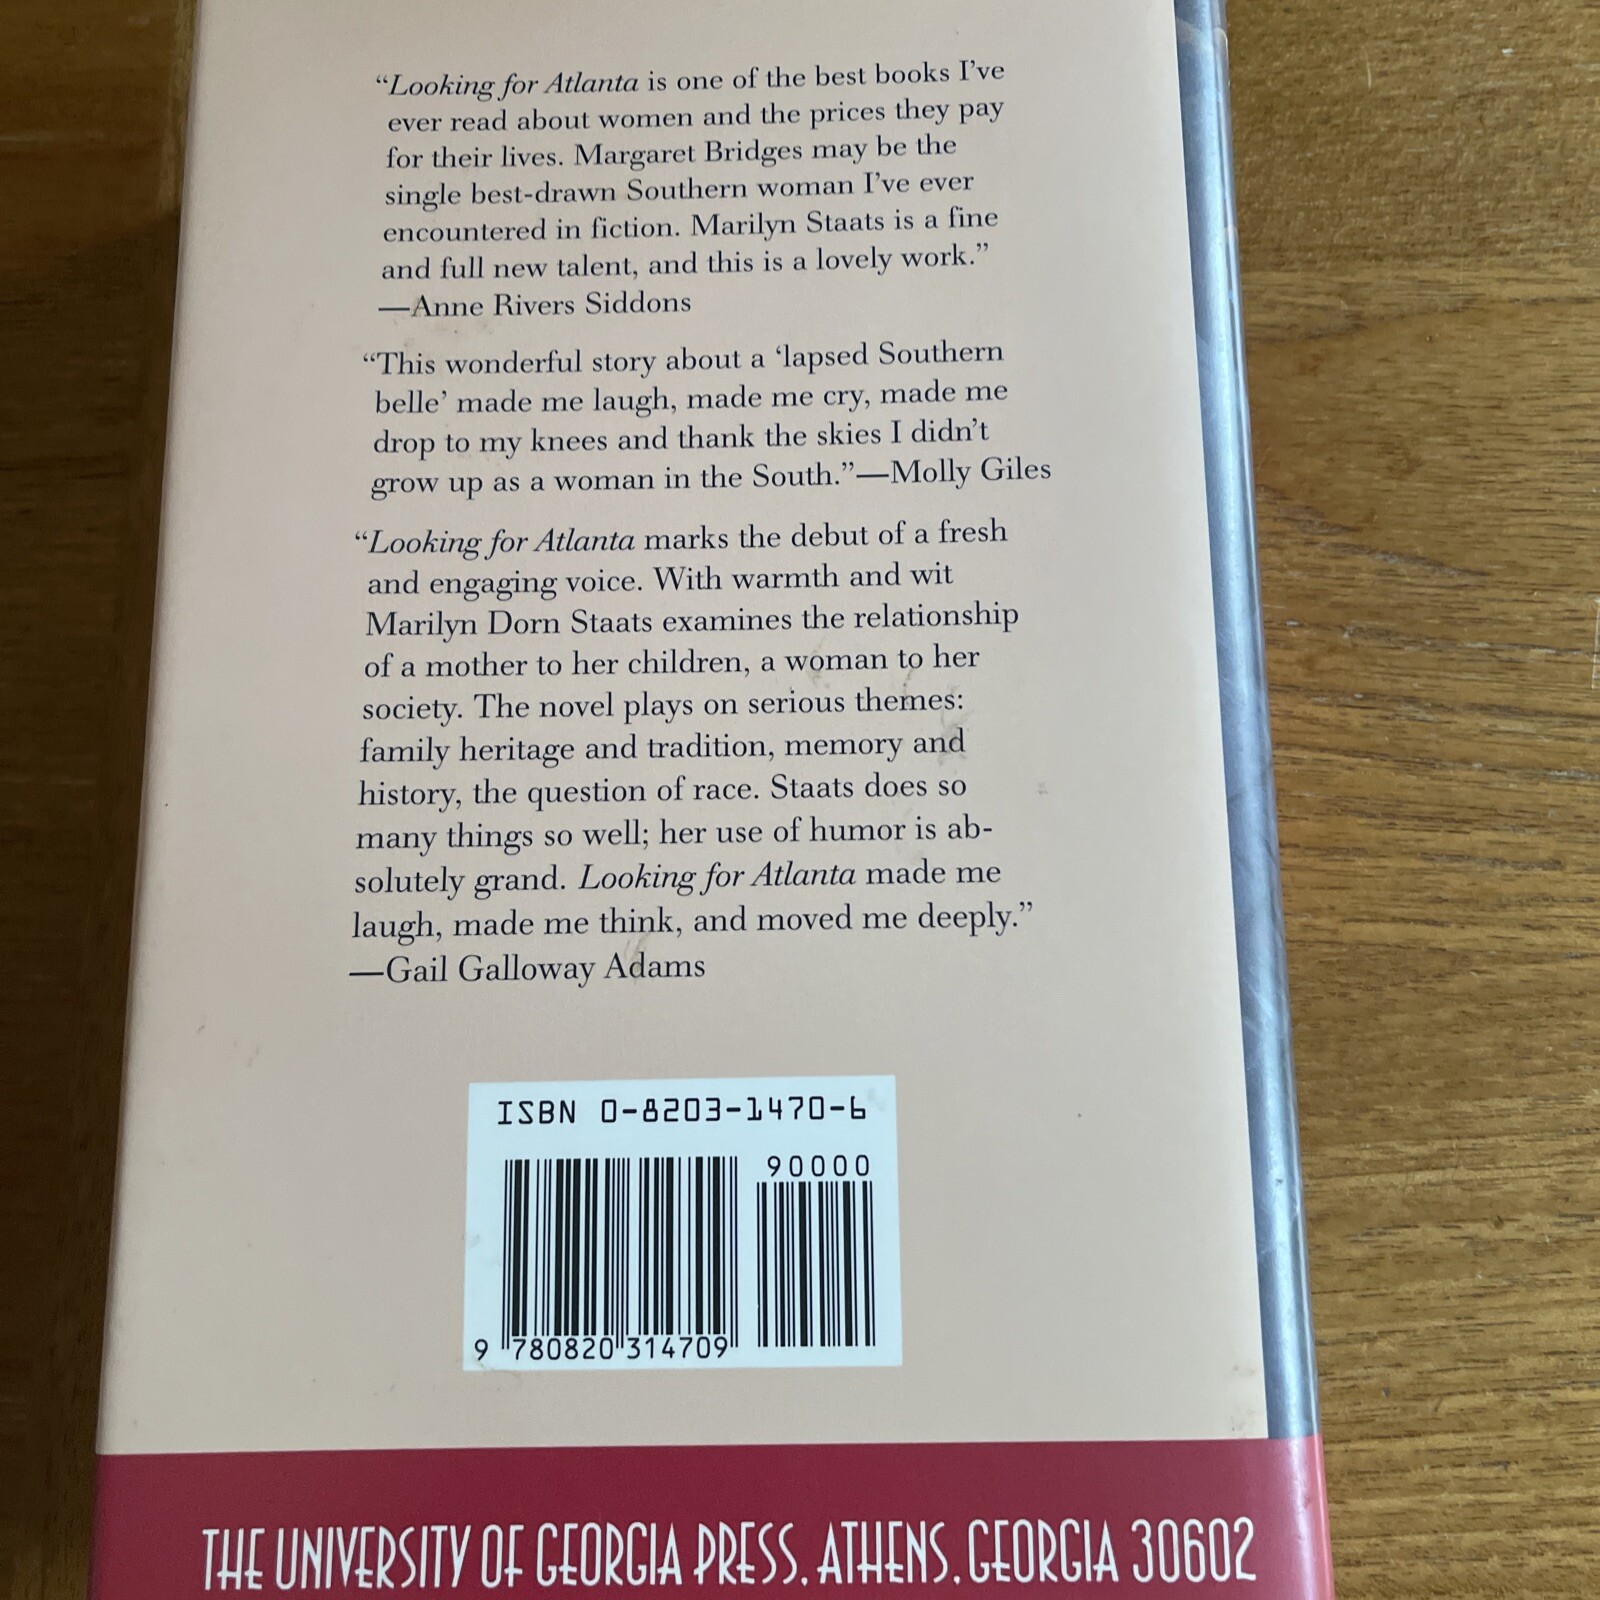 “Looking for Atlanta is one of the best books I’ve
ever read about women and the prices they pay
for their lives. Margaret Bridges may be the
single best-drawn Southern woman I’ve ever
encountered in fiction. Marilyn Staats is a fine
and full new talent, and this is a lovely work.”
—Anne Rivers Siddons
“This wonderful story about a ‘lapsed Southern
belle’ made me laugh, made me cry, made me
drop to my knees and thank the skies I didn’t
grow up as a woman in the South.”—Molly Giles
“Looking for Atlanta marks the debut of a fresh
and engaging voice. With warmth and wit
Marilyn Dorn Staats examines the relationship
of a mother to her children, a woman to her
society. The novel plays on serious themes:
family heritage and tradition, memory and
history, the question of race. Staats does so
many things so well; her use of humor is ab-
solutely grand. Looking for Atlanta made me
laugh, made me think, and moved me deeply.”
—Gail Galloway Adams
ISBN 0-8203-1470-6
90000
9 780820 314709
THE UNIVERSITY OF GEORGIA PRESS, ATHENS, GEORGIA 30602